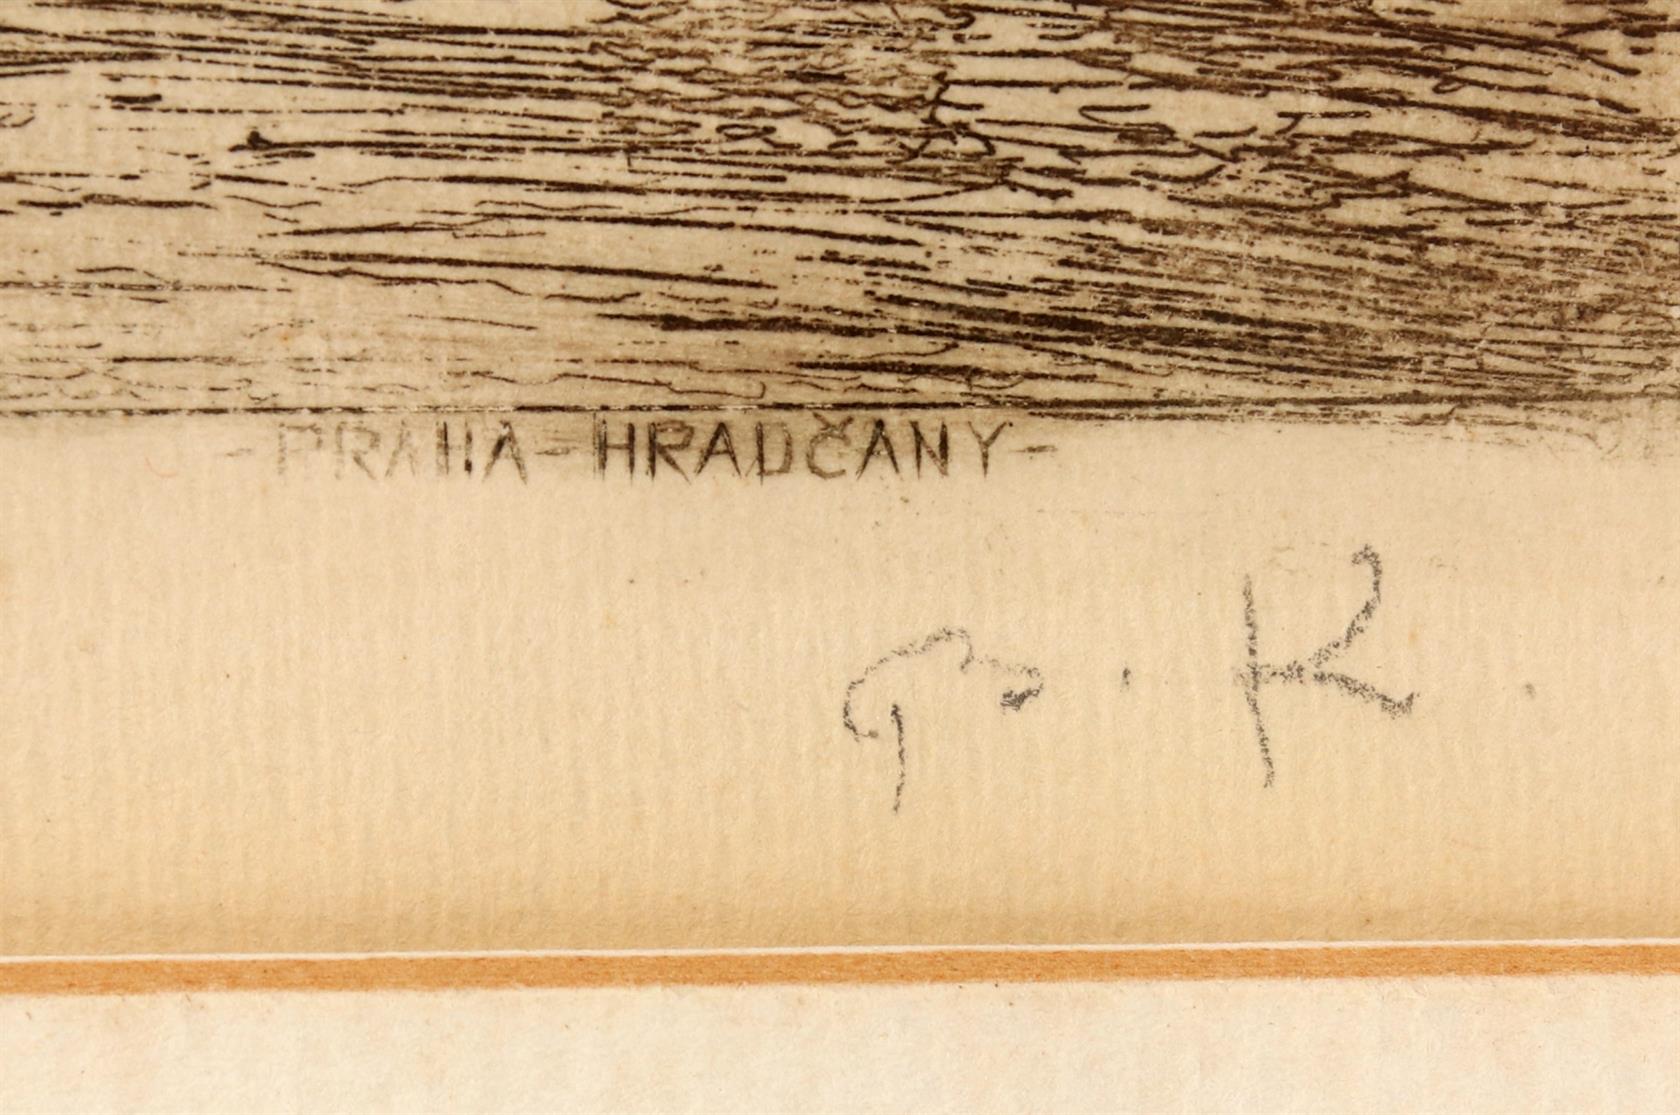 - PRAHA - HRADČANY -
B. K.